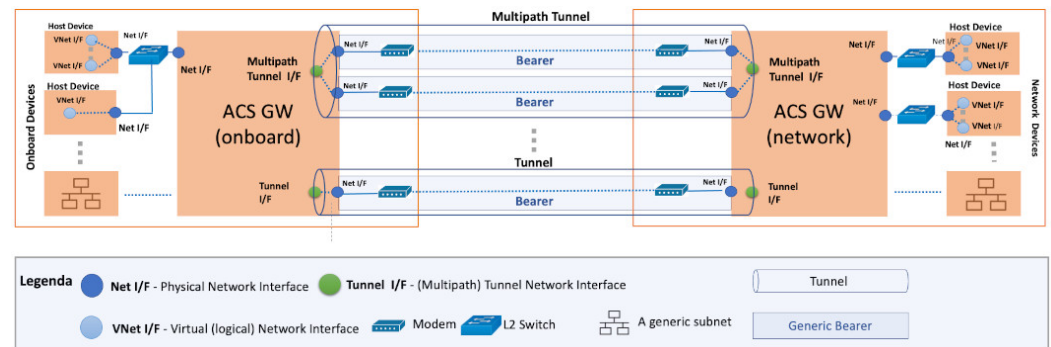 Multipath Tunnel
Host Device
VNet I/F
VNet I/F
Net I/F
Net I/F
Host Device
VNet I/F
Net I/F
Onboard Devices
ACS GW
(onboard)
Multipath
Tunnel I/F
Tunnel
I/F
Net I/F
Net I/F
Bearer
Net I/F
Net I/F
Bearer
Tunnel
Net I/F
Net I/F
Bearer
Multipath
Tunnel I/F
ACS GW
(network)
Tunnel
I/F
Net I/F
Net I/F
Host Device
VNet I/F
VNet I/F
Net I/F
Host Device
VNet I/F
VNet I/F
Net I/F
Network Devices
Legenda
Net I/F - Physical Network Interface
Tunnel I/F - (Multipath) Tunnel Network Interface
Tunnel
VNet I/F - Virtual (logical) Network Interface
Modem
L2 Switch
A generic subnet
Generic Bearer